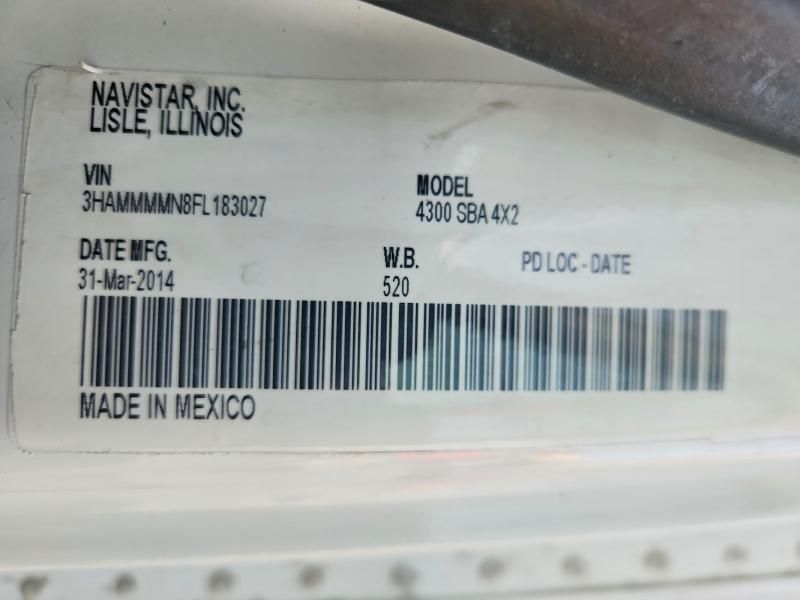 NAVISTAR, INC.
LISLE, ILLINOIS
VIN
3HAMMMMN8FL183027
MODEL
4300 SBA 4X2
DATE MFG.
31-Mar-2014
W.B.
520
PD LOC - DATE
MADE IN MEXICO